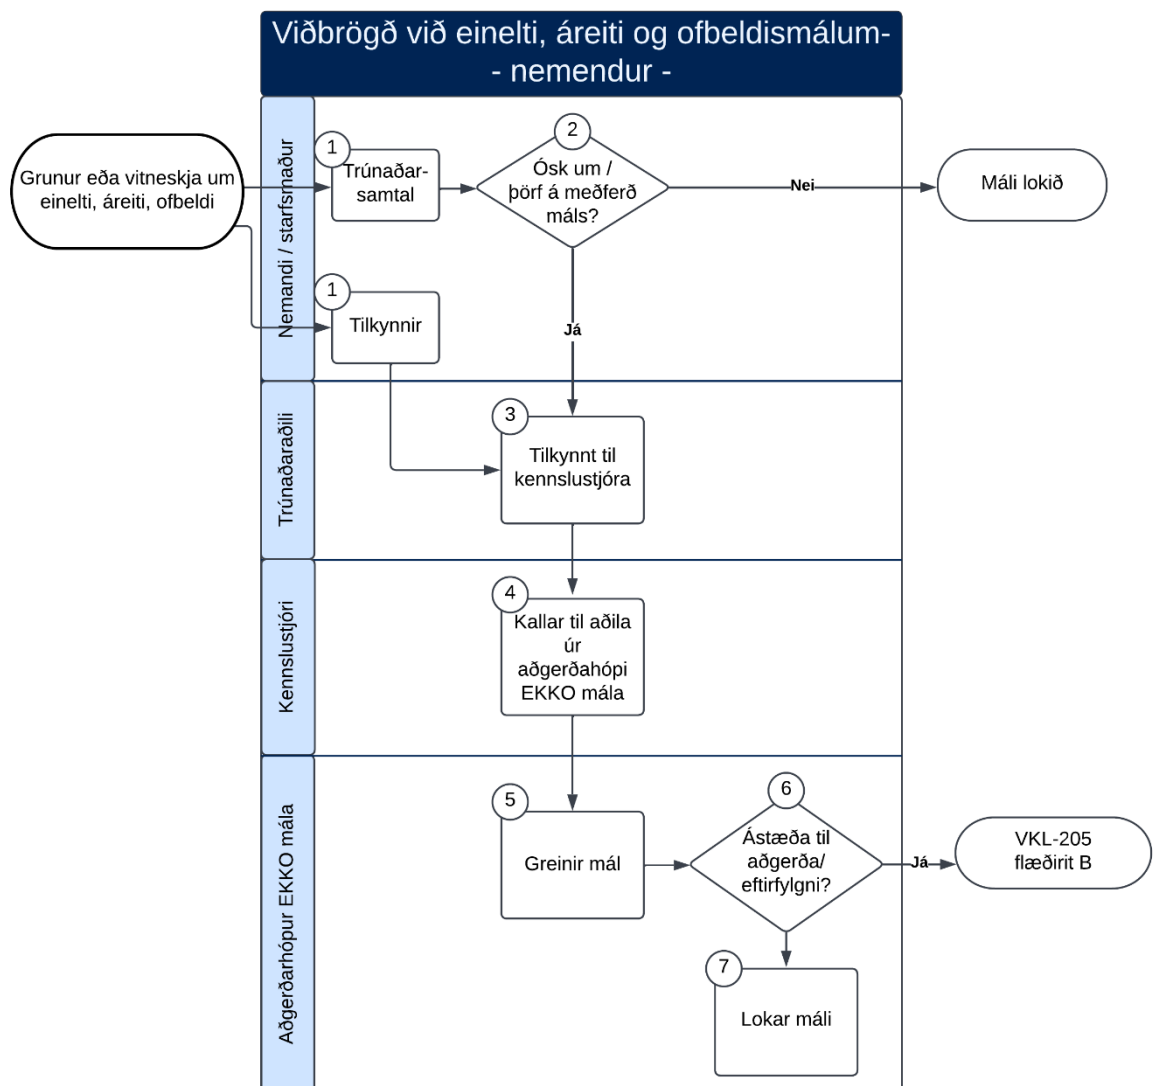 Viðbrögð við einelti, áreiti og ofbeldismálum-
- nemendur -
Grunur eða vitneskja um
einelti, áreiti, ofbeldi
Nemandi / starfsmaður
1
Trúnaðar-
samtal
2
Ósk um /
þörf á meðferð
máls?
Nei
Máli lokið
1
Tilkynnir
Já
Trúnaðaraðili
3
Tilkynnt til
kennslustjóra
Kennslustjóri
4
Kallar til aðila
úr
aðgerðahópi
EKKO mála
Aðgerðarhópur EKKO mála
5
Greinir mál
6
Ástæða til
aðgerða/
eftirfylgni?
Já
VKL-205
flæðirit B
7
Lokar máli